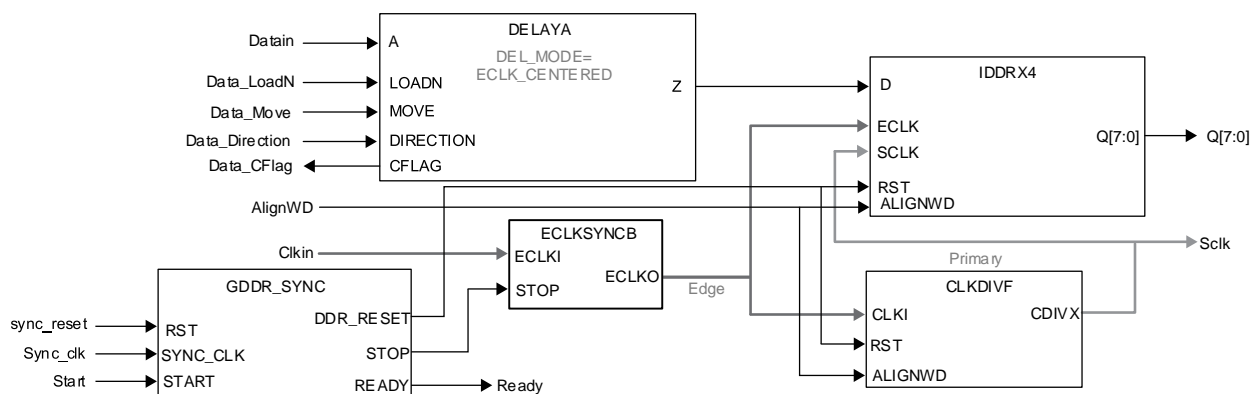 DELAYA
DEL_MODE=
ECLK_CENTERED
Datain
A
Data_LoadN
LOADN
Data_Move
MOVE
Data_Direction
DIRECTION
Data_CFlag
CFLAG
Z
IDDRX4
D
ECLK
SCLK
RST
ALIGNWD
Q[7:0]
Q[7:0]
AlignWD
Clkin
ECLKSYNCB
ECLKI
STOP
ECLKO
Edge
Primary
Sclk
GDDR_SYNC
sync_reset
RST
Sync_clk
SYNC_CLK
Start
START
DDR_RESET
STOP
READY
Ready
CLKDIVF
CLKI
RST
ALIGNWD
CDIVX